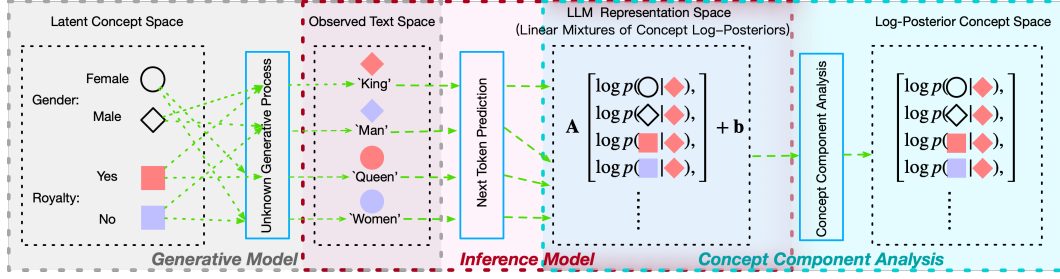 Latent Concept Space
Female
Gender:
Male
Yes
Royalty:
No
Unknown Generative Process
Generative Model
Observed Text Space
`King'
`Man'
`Queen'
`Women'
Next Token Prediction
Inference Model
LLM Representation Space
(Linear Mixtures of Concept Log–Posteriors)
A
log p(○|◆),
log p(◇|◆),
log p(■|◆),
log p(■|◆),
+ b
Concept Component Analysis
Concept Component Analysis
Log-Posterior Concept Space
log p(○|◆),
log p(◇|◆),
log p(■|◆),
log p(■|◆),